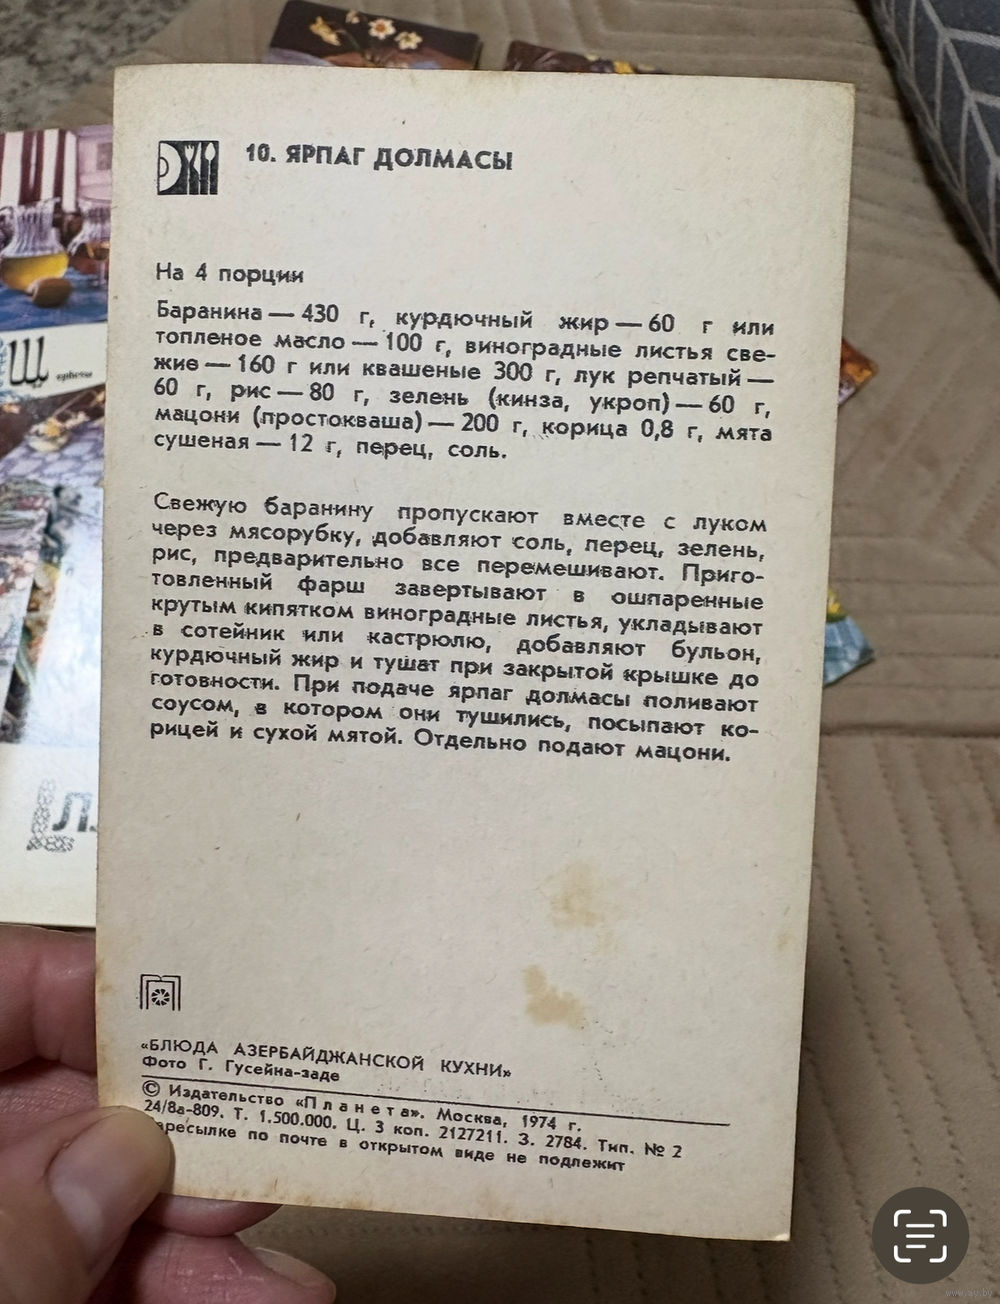 10. ЯРПАГ ДОЛМАСЫ
На 4 порции
Баранина — 430 г, курдючный жир — 60 г или
топленое масло — 100 г, виноградные листья све-
жие — 160 г или квашеные 300 г, лук репчатый —
60 г, рис — 80 г, зелень (кинза, укроп) — 60 г,
мацони (простокваша) — 200 г, корица 0,8 г, мята
сушеная — 12 г, перец, соль.
Свежую баранину пропускают вместе с луком
через мясорубку, добавляют соль, перец, зелень,
рис, предварительно все перемешивают. Приго-
товленный фарш завертывают в ошпаренные
крутым кипятком виноградные листья, укладывают
в сотейник или кастрюлю, добавляют бульон,
курдючный жир и тушат при закрытой крышке до
готовности. При подаче ярпаг долмасы поливают
соусом, в котором они тушились, посыпают ко-
рицей и сухой мятой. Отдельно подают мацони.
«БЛЮДА АЗЕРБАЙДЖАНСКОЙ КУХНИ»
Фото Г. Гусейна-заде
© Издательство «Планета». Москва, 1974 г.
24/8а-809. Т. 1.500.000. Ц. 3 коп. 2127211. З. 2784. Тип. № 2
ересылке по почте в открытом виде не подлежит
www.ay.by